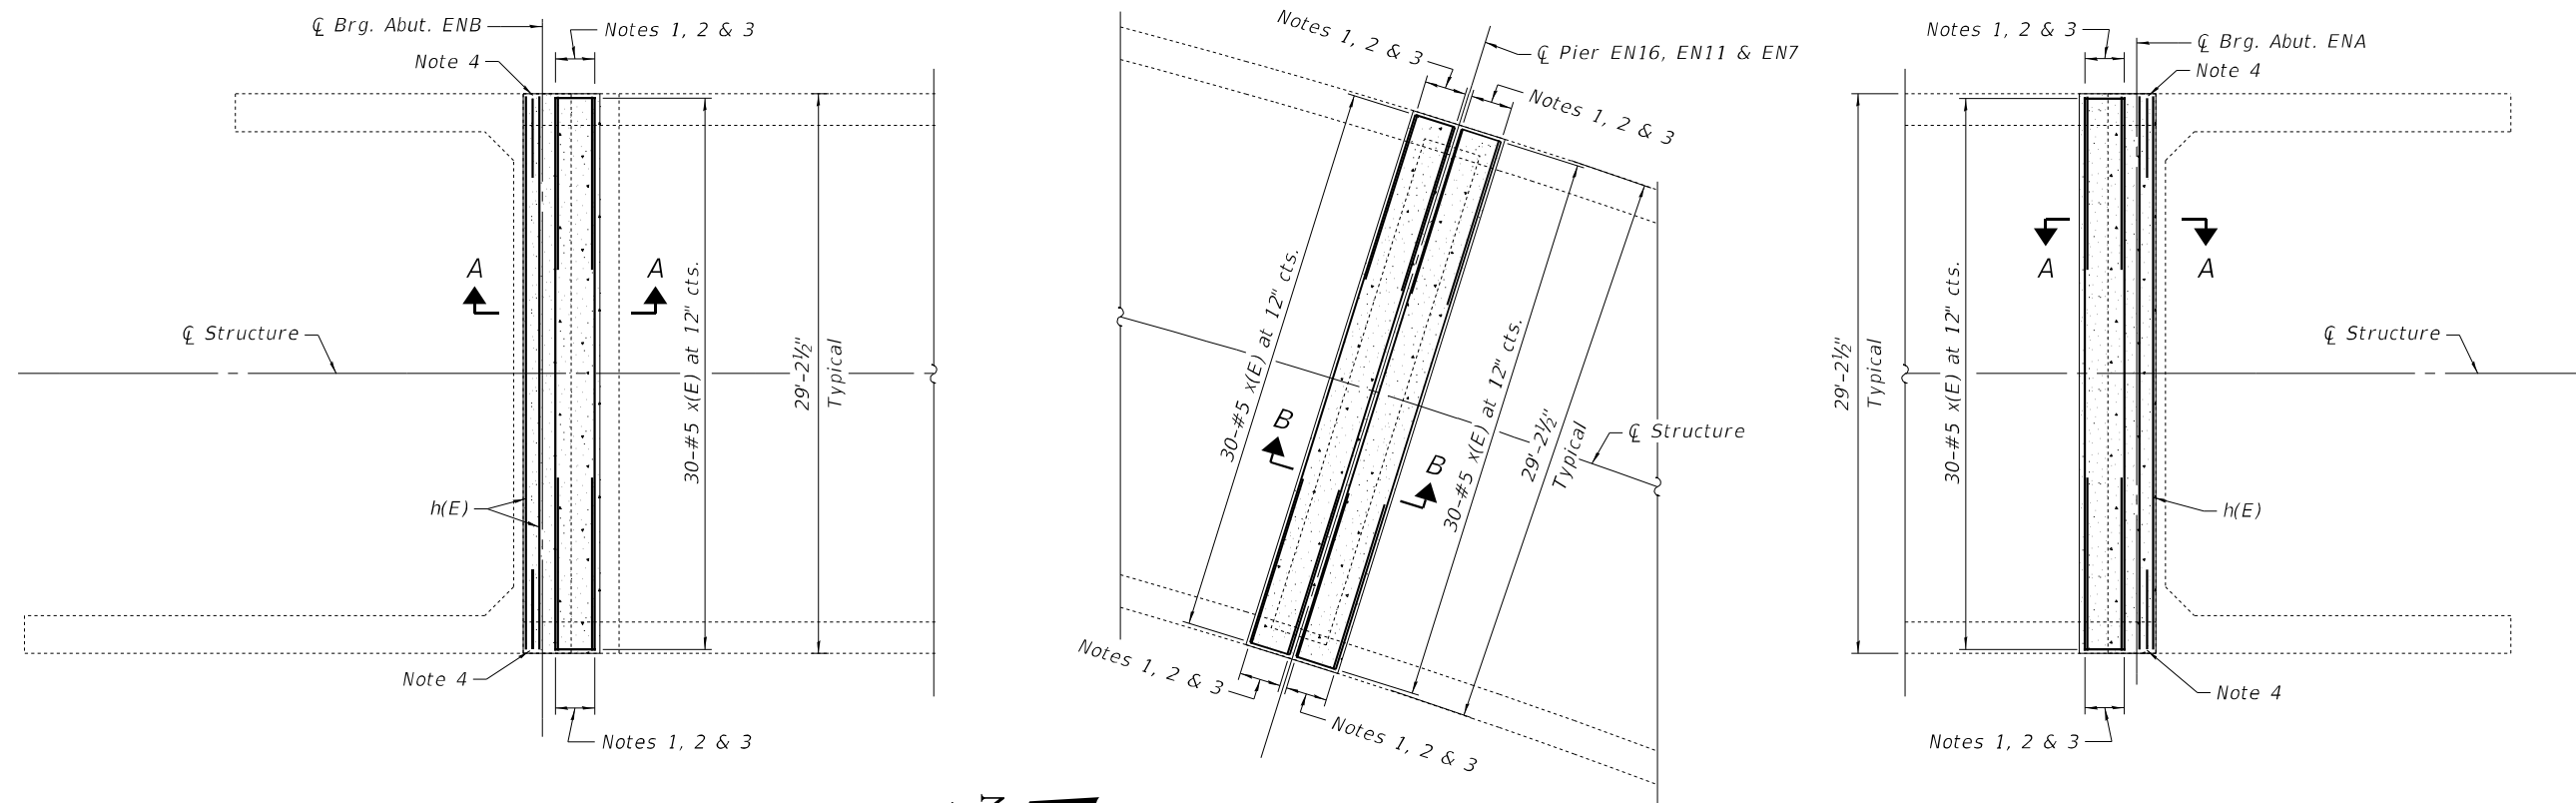 ℄ Brg. Abut. ENB
Notes 1, 2 & 3
Note 4
A
A
30-#5 x(E) at 12" cts.
29'-2½"
Typical
℄ Structure
h(E)
Note 4
Notes 1, 2 & 3
Notes 1, 2 & 3
℄ Pier EN16, EN11 & EN7
Notes 1, 2 & 3
30-#5 x(E) at 12" cts.
30-#5 x(E) at 12" cts.
29'-2½"
Typical
B
B
℄ Structure
Notes 1, 2 & 3
Notes 1, 2 & 3
Notes 1, 2 & 3
℄ Brg. Abut. ENA
Note 4
A
A
29'-2½"
Typical
30-#5 x(E) at 12" cts.
℄ Structure
h(E)
Note 4
Notes 1, 2 & 3